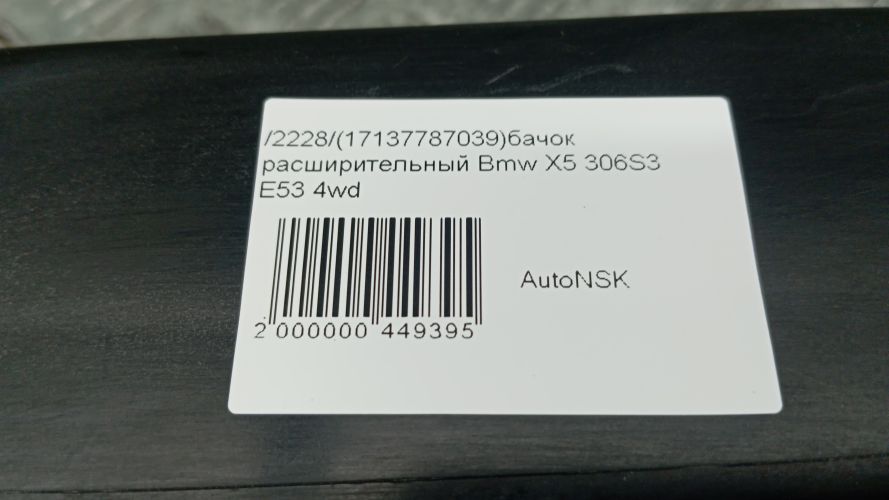 /2228/(17137787039)бачок
расширительный Bmw X5 306S3
E53 4wd
AutoNSK
2 000000 449395